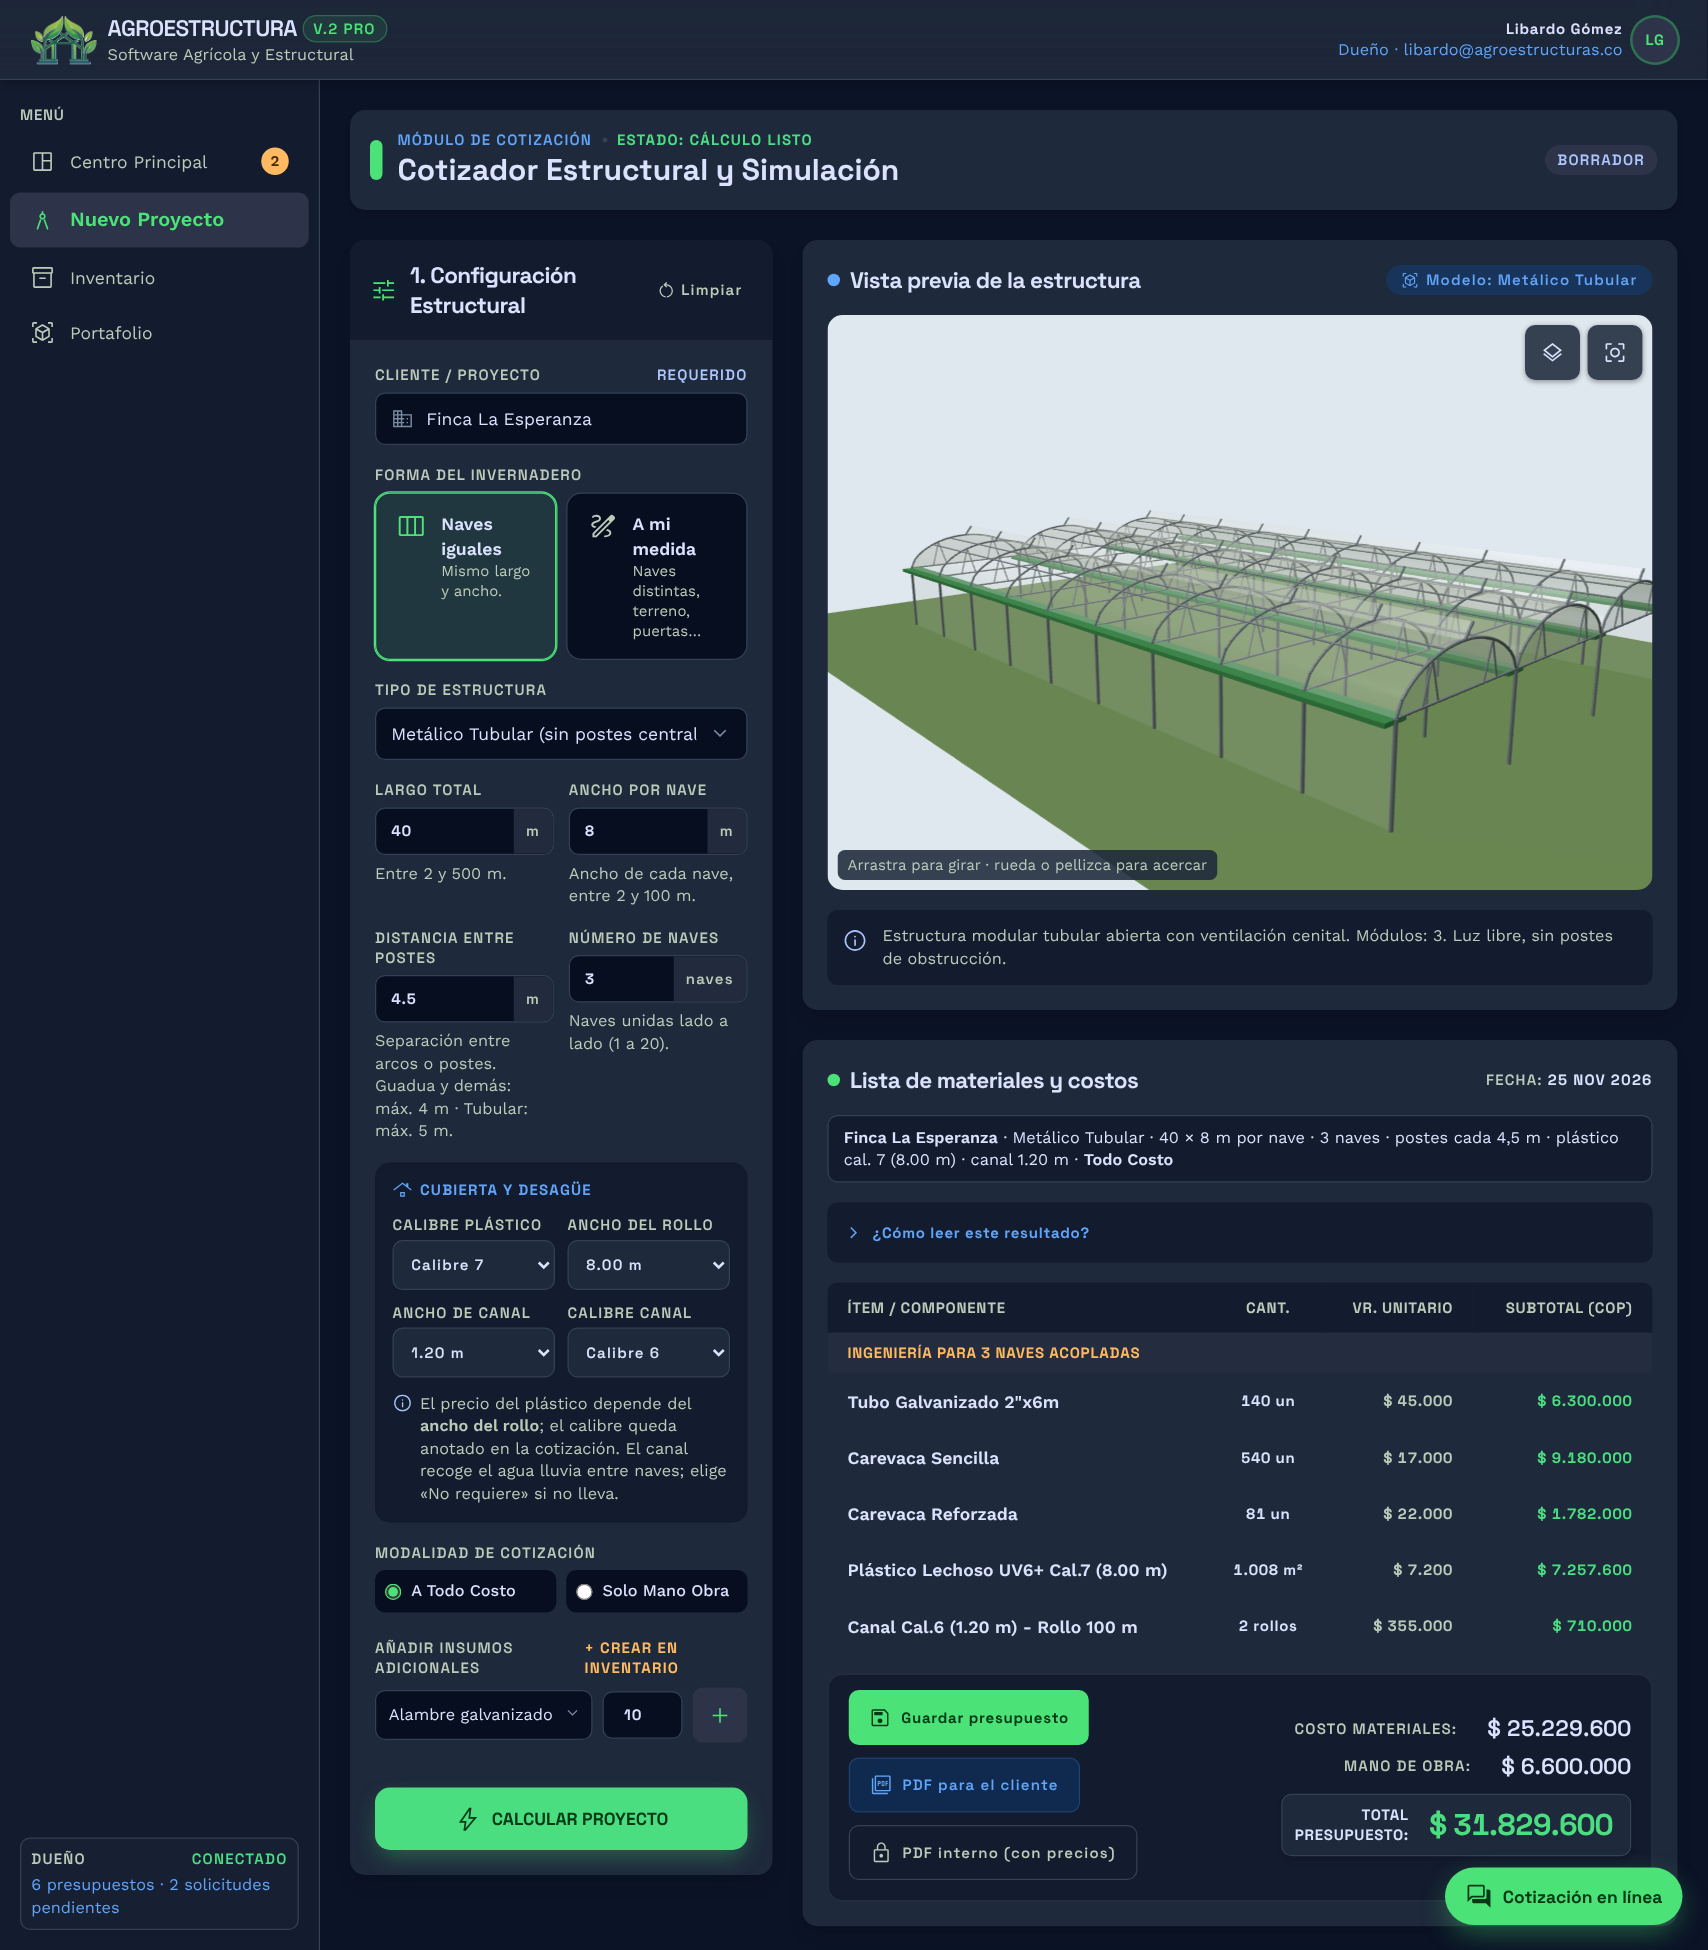 AGROESTRUCTURA V.2 PRO
Software Agrícola y Estructural
Libardo Gómez
Dueño · libardo@agroestructuras.co
LG
MENÚ
Centro Principal 2
Nuevo Proyecto
Inventario
Portafolio
DUEÑO CONECTADO
6 presupuestos · 2 solicitudes
pendientes
MÓDULO DE COTIZACIÓN • ESTADO: CÁLCULO LISTO
Cotizador Estructural y Simulación
BORRADOR
1. Configuración
Estructural
Limpiar
CLIENTE / PROYECTO REQUERIDO
Finca La Esperanza
FORMA DEL INVERNADERO
Naves
iguales
Mismo largo
y ancho.
A mi
medida
Naves
distintas,
terreno,
puertas...
TIPO DE ESTRUCTURA
Metálico Tubular (sin postes central
LARGO TOTAL
40 m
Entre 2 y 500 m.
ANCHO POR NAVE
8 m
Ancho de cada nave,
entre 2 y 100 m.
DISTANCIA ENTRE
POSTES
4.5 m
Separación entre
arcos o postes.
Guadua y demás:
máx. 4 m · Tubular:
máx. 5 m.
NÚMERO DE NAVES
3 naves
Naves unidas lado a
lado (1 a 20).
CUBIERTA Y DESAGÜE
CALIBRE PLÁSTICO ANCHO DEL ROLLO
Calibre 7 8.00 m
ANCHO DE CANAL CALIBRE CANAL
1.20 m Calibre 6
El precio del plástico depende del
ancho del rollo; el calibre queda
anotado en la cotización. El canal
recoge el agua lluvia entre naves; elige
«No requiere» si no lleva.
MODALIDAD DE COTIZACIÓN
A Todo Costo Solo Mano Obra
AÑADIR INSUMOS
ADICIONALES
+ CREAR EN
INVENTARIO
Alambre galvanizado 10 +
CALCULAR PROYECTO
Vista previa de la estructura
Modelo: Metálico Tubular
Arrastra para girar · rueda o pellizca para acercar
Estructura modular tubular abierta con ventilación cenital. Módulos: 3. Luz libre, sin postes
de obstrucción.
Lista de materiales y costos
FECHA: 25 NOV 2026
Finca La Esperanza · Metálico Tubular · 40 × 8 m por nave · 3 naves · postes cada 4,5 m · plástico
cal. 7 (8.00 m) · canal 1.20 m · Todo Costo
¿Cómo leer este resultado?
ÍTEM / COMPONENTE CANT. VR. UNITARIO SUBTOTAL (COP)
INGENIERÍA PARA 3 NAVES ACOPLADAS
Tubo Galvanizado 2"x6m 140 un $ 45.000 $ 6.300.000
Carevaca Sencilla 540 un $ 17.000 $ 9.180.000
Carevaca Reforzada 81 un $ 22.000 $ 1.782.000
Plástico Lechoso UV6+ Cal.7 (8.00 m) 1.008 m² $ 7.200 $ 7.257.600
Canal Cal.6 (1.20 m) - Rollo 100 m 2 rollos $ 355.000 $ 710.000
Guardar presupuesto
PDF para el cliente
PDF interno (con precios)
COSTO MATERIALES: $ 25.229.600
MANO DE OBRA: $ 6.600.000
TOTAL
PRESUPUESTO: $ 31.829.600
Cotización en línea